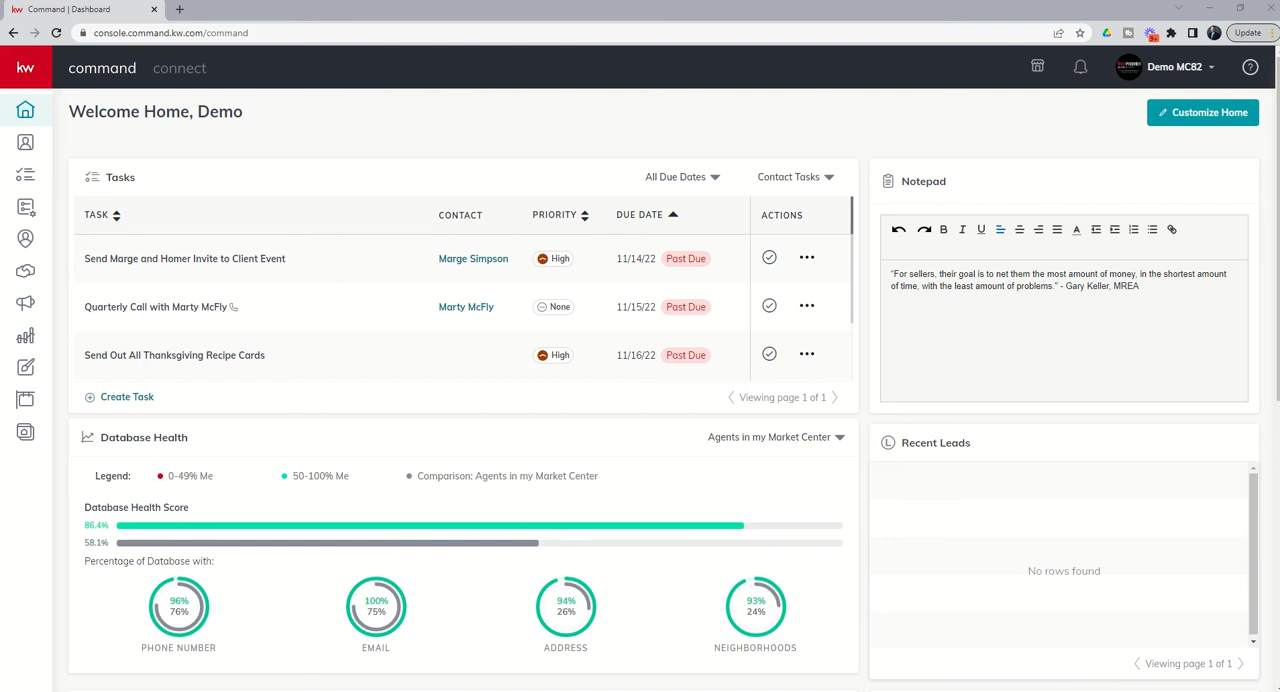 kw Command | Dashboard
console.command.kw.com/command
9+
Update
kw
command connect
Demo MC82
Welcome Home, Demo
Customize Home
Tasks
All Due Dates
Contact Tasks
TASK CONTACT PRIORITY DUE DATE ACTIONS
Send Marge and Homer Invite to Client Event Marge Simpson High 11/14/22 Past Due
Quarterly Call with Marty McFly Marty McFly None 11/15/22 Past Due
Send Out All Thanksgiving Recipe Cards High 11/16/22 Past Due
Create Task
Viewing page 1 of 1
Notepad
B I U A
“For sellers, their goal is to net them the most amount of money, in the shortest amount
of time, with the least amount of problems.” - Gary Keller, MREA
Database Health
Agents in my Market Center
Legend: 0-49% Me 50-100% Me Comparison: Agents in my Market Center
Database Health Score
86.4%
58.1%
Percentage of Database with:
96%
76%
PHONE NUMBER
100%
75%
EMAIL
94%
26%
ADDRESS
93%
24%
NEIGHBORHOODS
L Recent Leads
No rows found
Viewing page 1 of 1